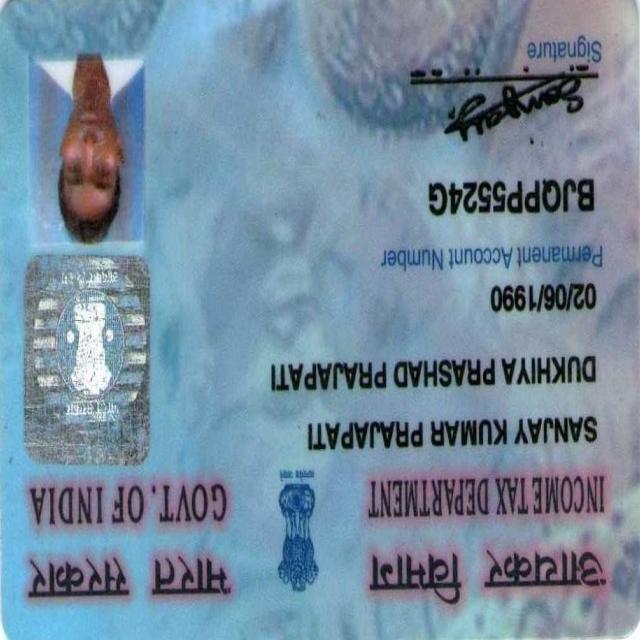 आयकर विभाग
INCOME TAX DEPARTMENT
भारत सरकार
GOVT. OF INDIA
SANJAY KUMAR PRAJAPATI
DUKHIYA PRASHAD PRAJAPATI
02/06/1990
Permanent Account Number
BJQPP5524G
Signature